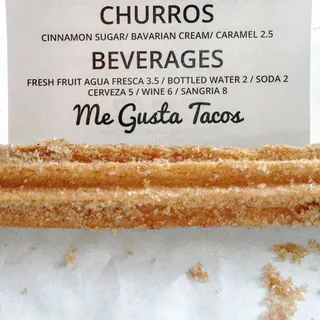 CHURROS
CINNAMON SUGAR/ BAVARIAN CREAM/ CARAMEL 2.5
BEVERAGES
FRESH FRUIT AGUA FRESCA 3.5 / BOTTLED WATER 2 / SODA 2
CERVEZA 5 / WINE 6 / SANGRIA 8
Me Gusta Tacos